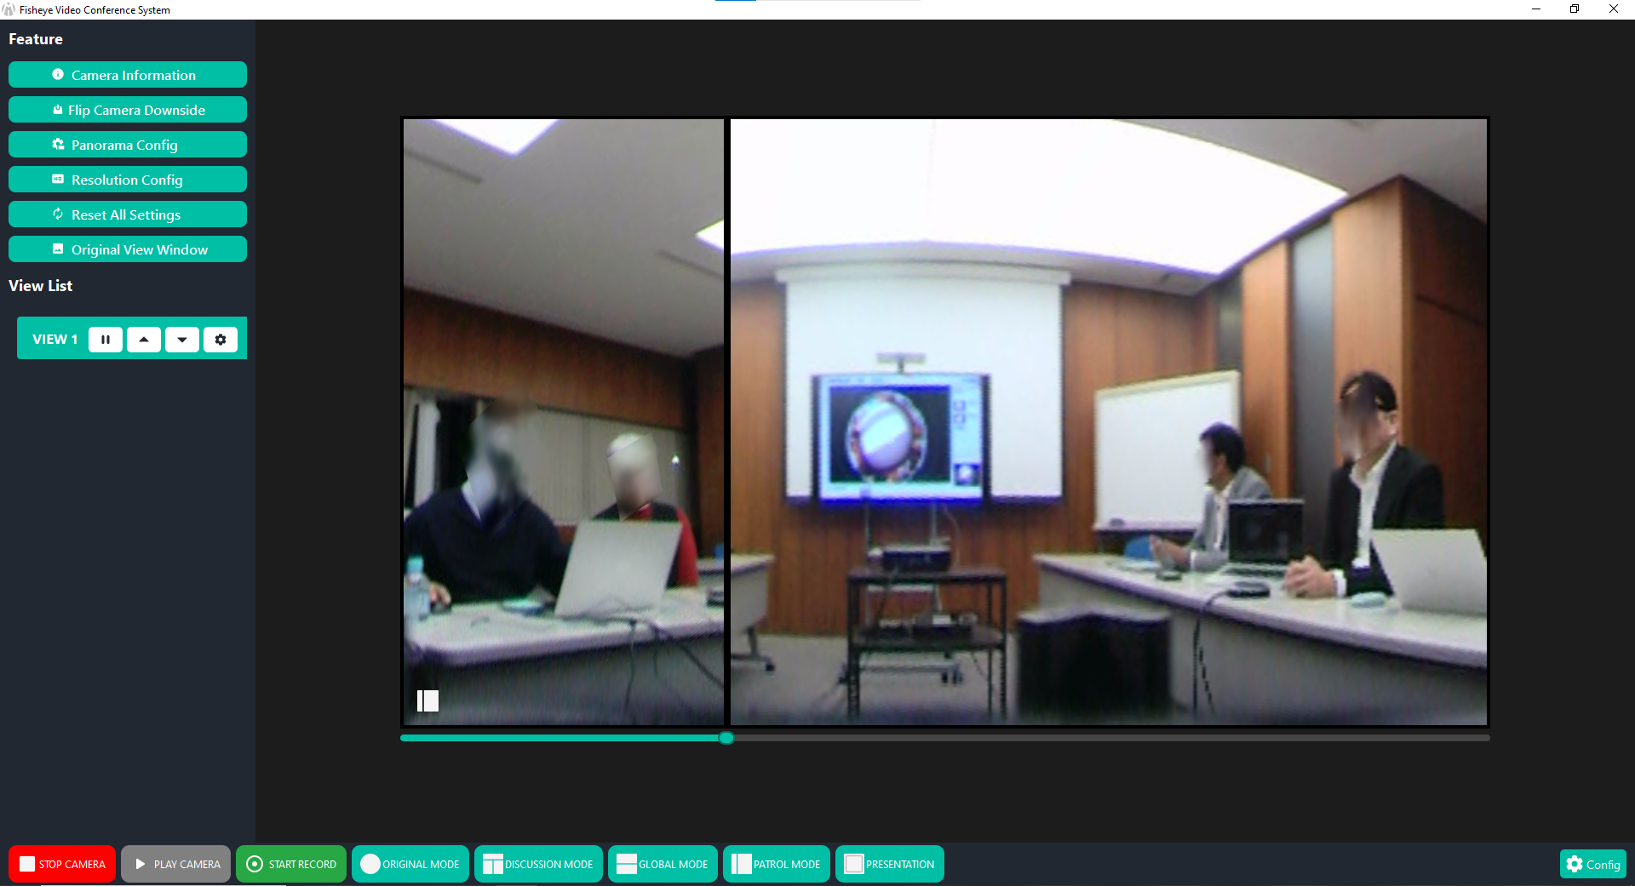 Fisheye Video Conference System
Feature
Camera Information
Flip Camera Downside
Panorama Config
Resolution Config
Reset All Settings
Original View Window
View List
VIEW 1
STOP CAMERA
PLAY CAMERA
START RECORD
ORIGINAL MODE
DISCUSSION MODE
GLOBAL MODE
PATROL MODE
PRESENTATION
Config